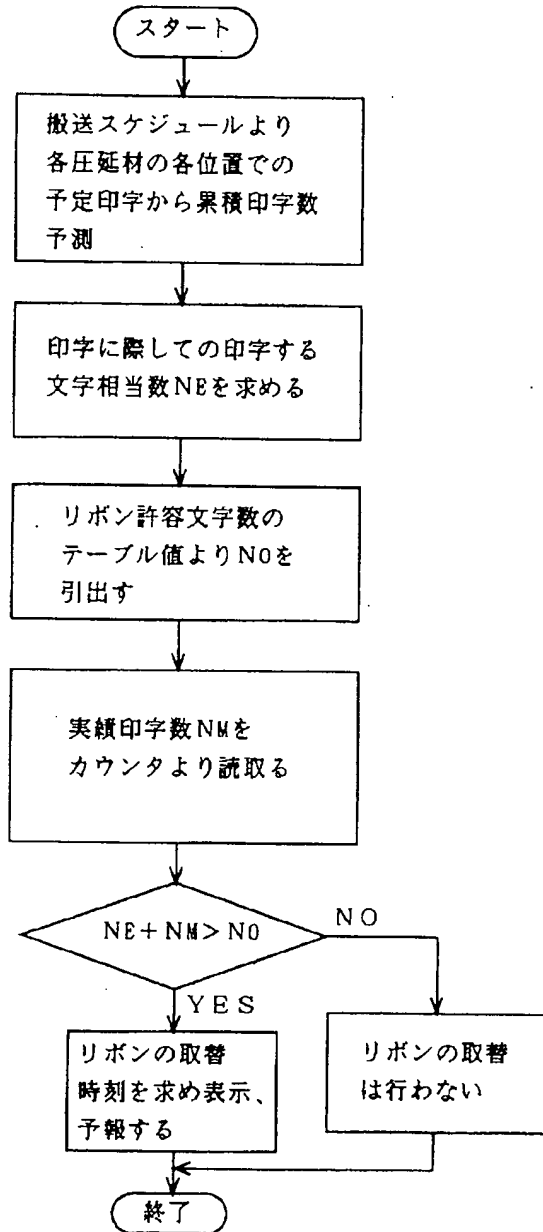 スタート
搬送スケジュールより
各圧延材の各位置での
予定印字から累積印字数
予測
印字に際しての印字する
文字相当数NEを求める
リボン許容文字数の
テーブル値よりN0を
引出す
実績印字数NMを
カウンタより読取る
NE+NM>N0
NO
YES
リボンの取替
時刻を求め表示、
予報する
リボンの取替
は行わない
終了